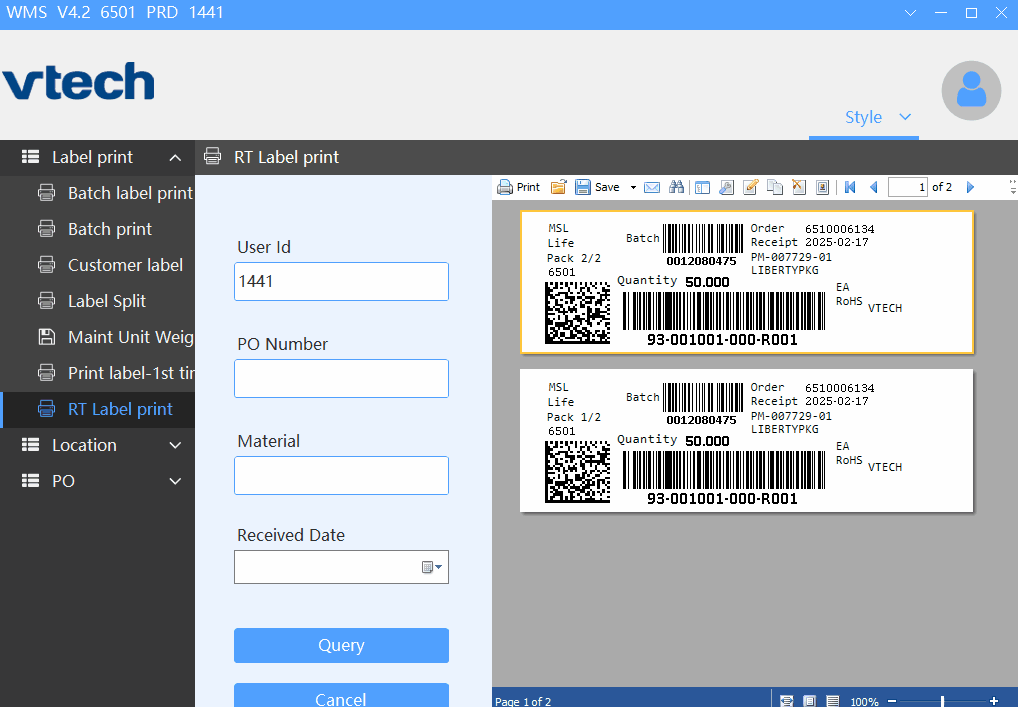 WMS V4.2 6501 PRD 1441
vtech
Style
Label print
RT Label print
Batch label print
Batch print
Customer label
Label Split
Maint Unit Weig
Print label-1st tin
RT Label print
Location
PO
User Id
1441
PO Number
Material
Received Date
Query
Cancel
Print Save 1 of 2
MSL
Life
Pack 2/2
6501
Batch
0012080475
Order 6510006134
Receipt 2025-02-17
PM-007729-01
LIBERTYPKG
Quantity 50.000
EA
RoHS VTECH
93-001001-000-R001
MSL
Life
Pack 1/2
6501
Batch
0012080475
Order 6510006134
Receipt 2025-02-17
PM-007729-01
LIBERTYPKG
Quantity 50.000
EA
RoHS VTECH
93-001001-000-R001
Page 1 of 2 100%